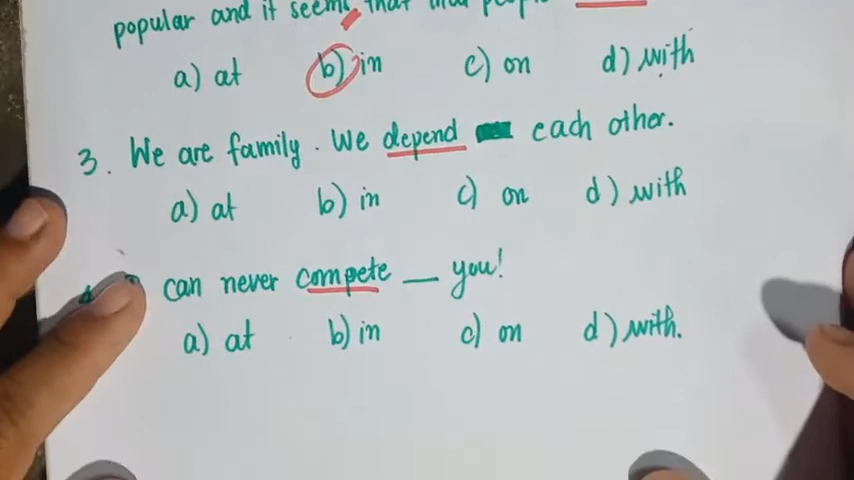 popular and it seems that
a) at b) in c) on d) with
3. We are family. We depend each other.
a) at b) in c) on d) with
can never compete __ you!
a) at b) in c) on d) with.